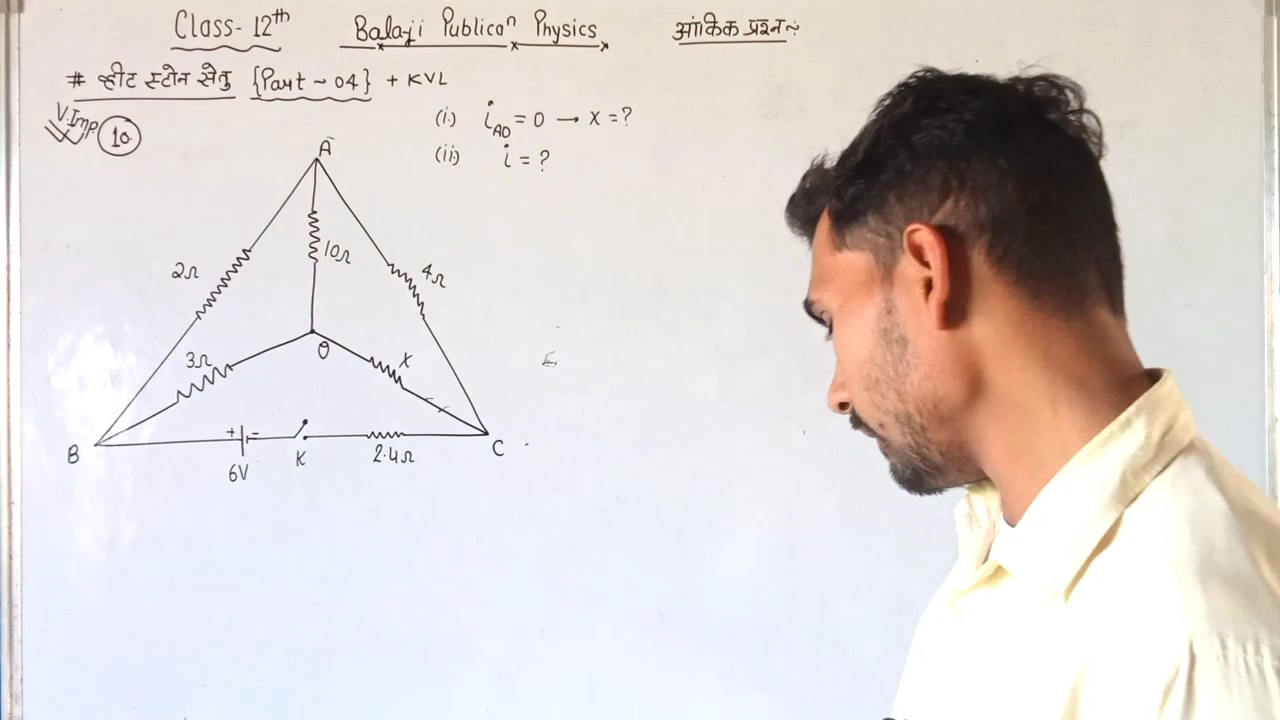 Class- 12th Balaji Publicaⁿ Physics आंकिक प्रश्न~
# व्हीट स्टोन सेतु {Part ~ 04} + KVL
V.Imp 10.
(i) i_AO = 0 → x = ?
(ii) i = ?
A
2Ω 10Ω 4Ω
3Ω O X
B + - C
6V K 2.4Ω